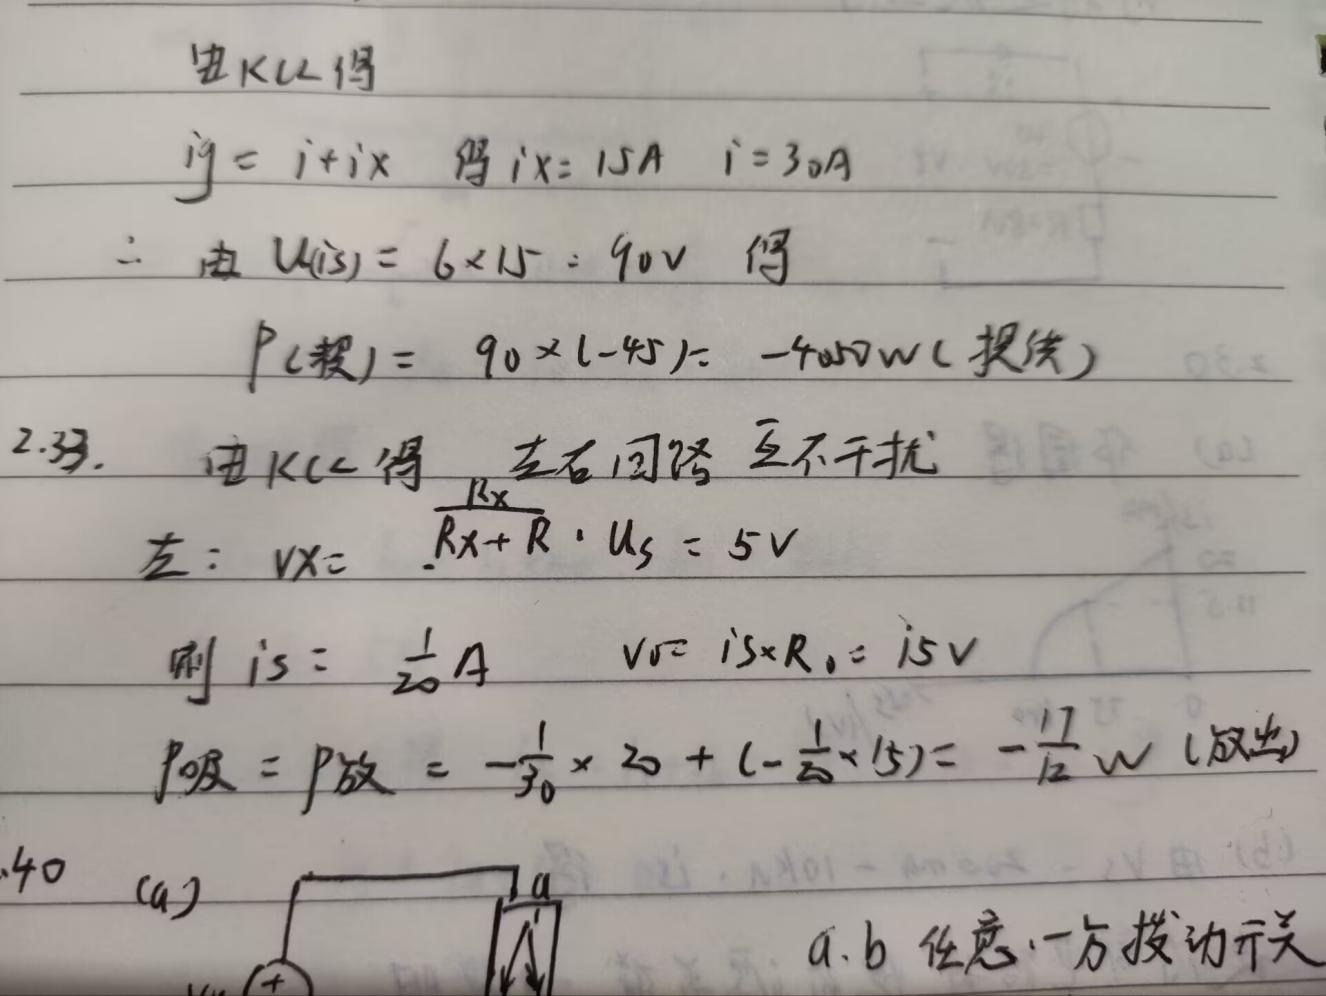 由KCL得
ig = i+ix 得 ix= 15A i=30A
∴ 由 U(is) = 6×15 = 90V 得
P(提) = 90×(-45)= -4050W (提供)
2.33. 由KCL得 左右回路 互不干扰
左: VX= Rx/(Rx+R) · Us = 5V
则 is = 1/20 A V0= is×R0= 15V
P吸 = P放 = -1/30 × 20 + (-1/20×15)= -17/12 W (放出)
.40 (a) a
a.b 任意·一方拨动开关
+